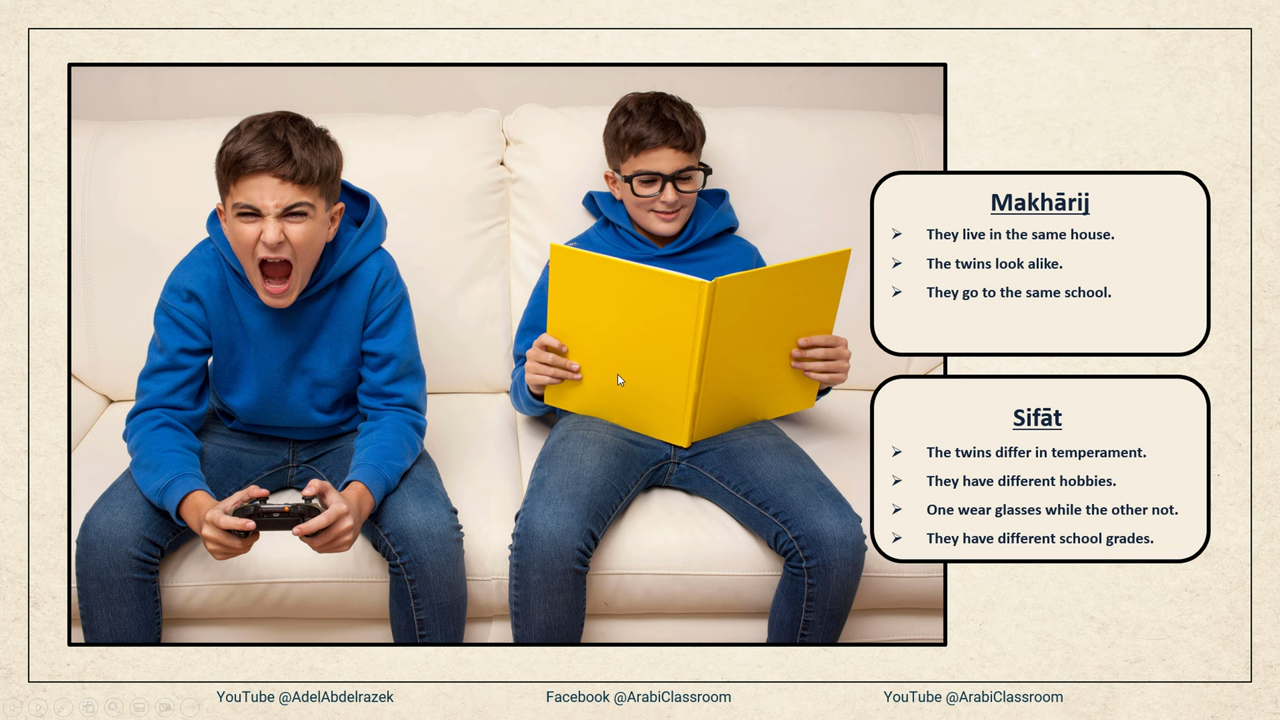 Makhārij
➢ They live in the same house.
➢ The twins look alike.
➢ They go to the same school.
Sifāt
➢ The twins differ in temperament.
➢ They have different hobbies.
➢ One wear glasses while the other not.
➢ They have different school grades.
YouTube @AdelAbdelrazek
Facebook @ArabiClassroom
YouTube @ArabiClassroom